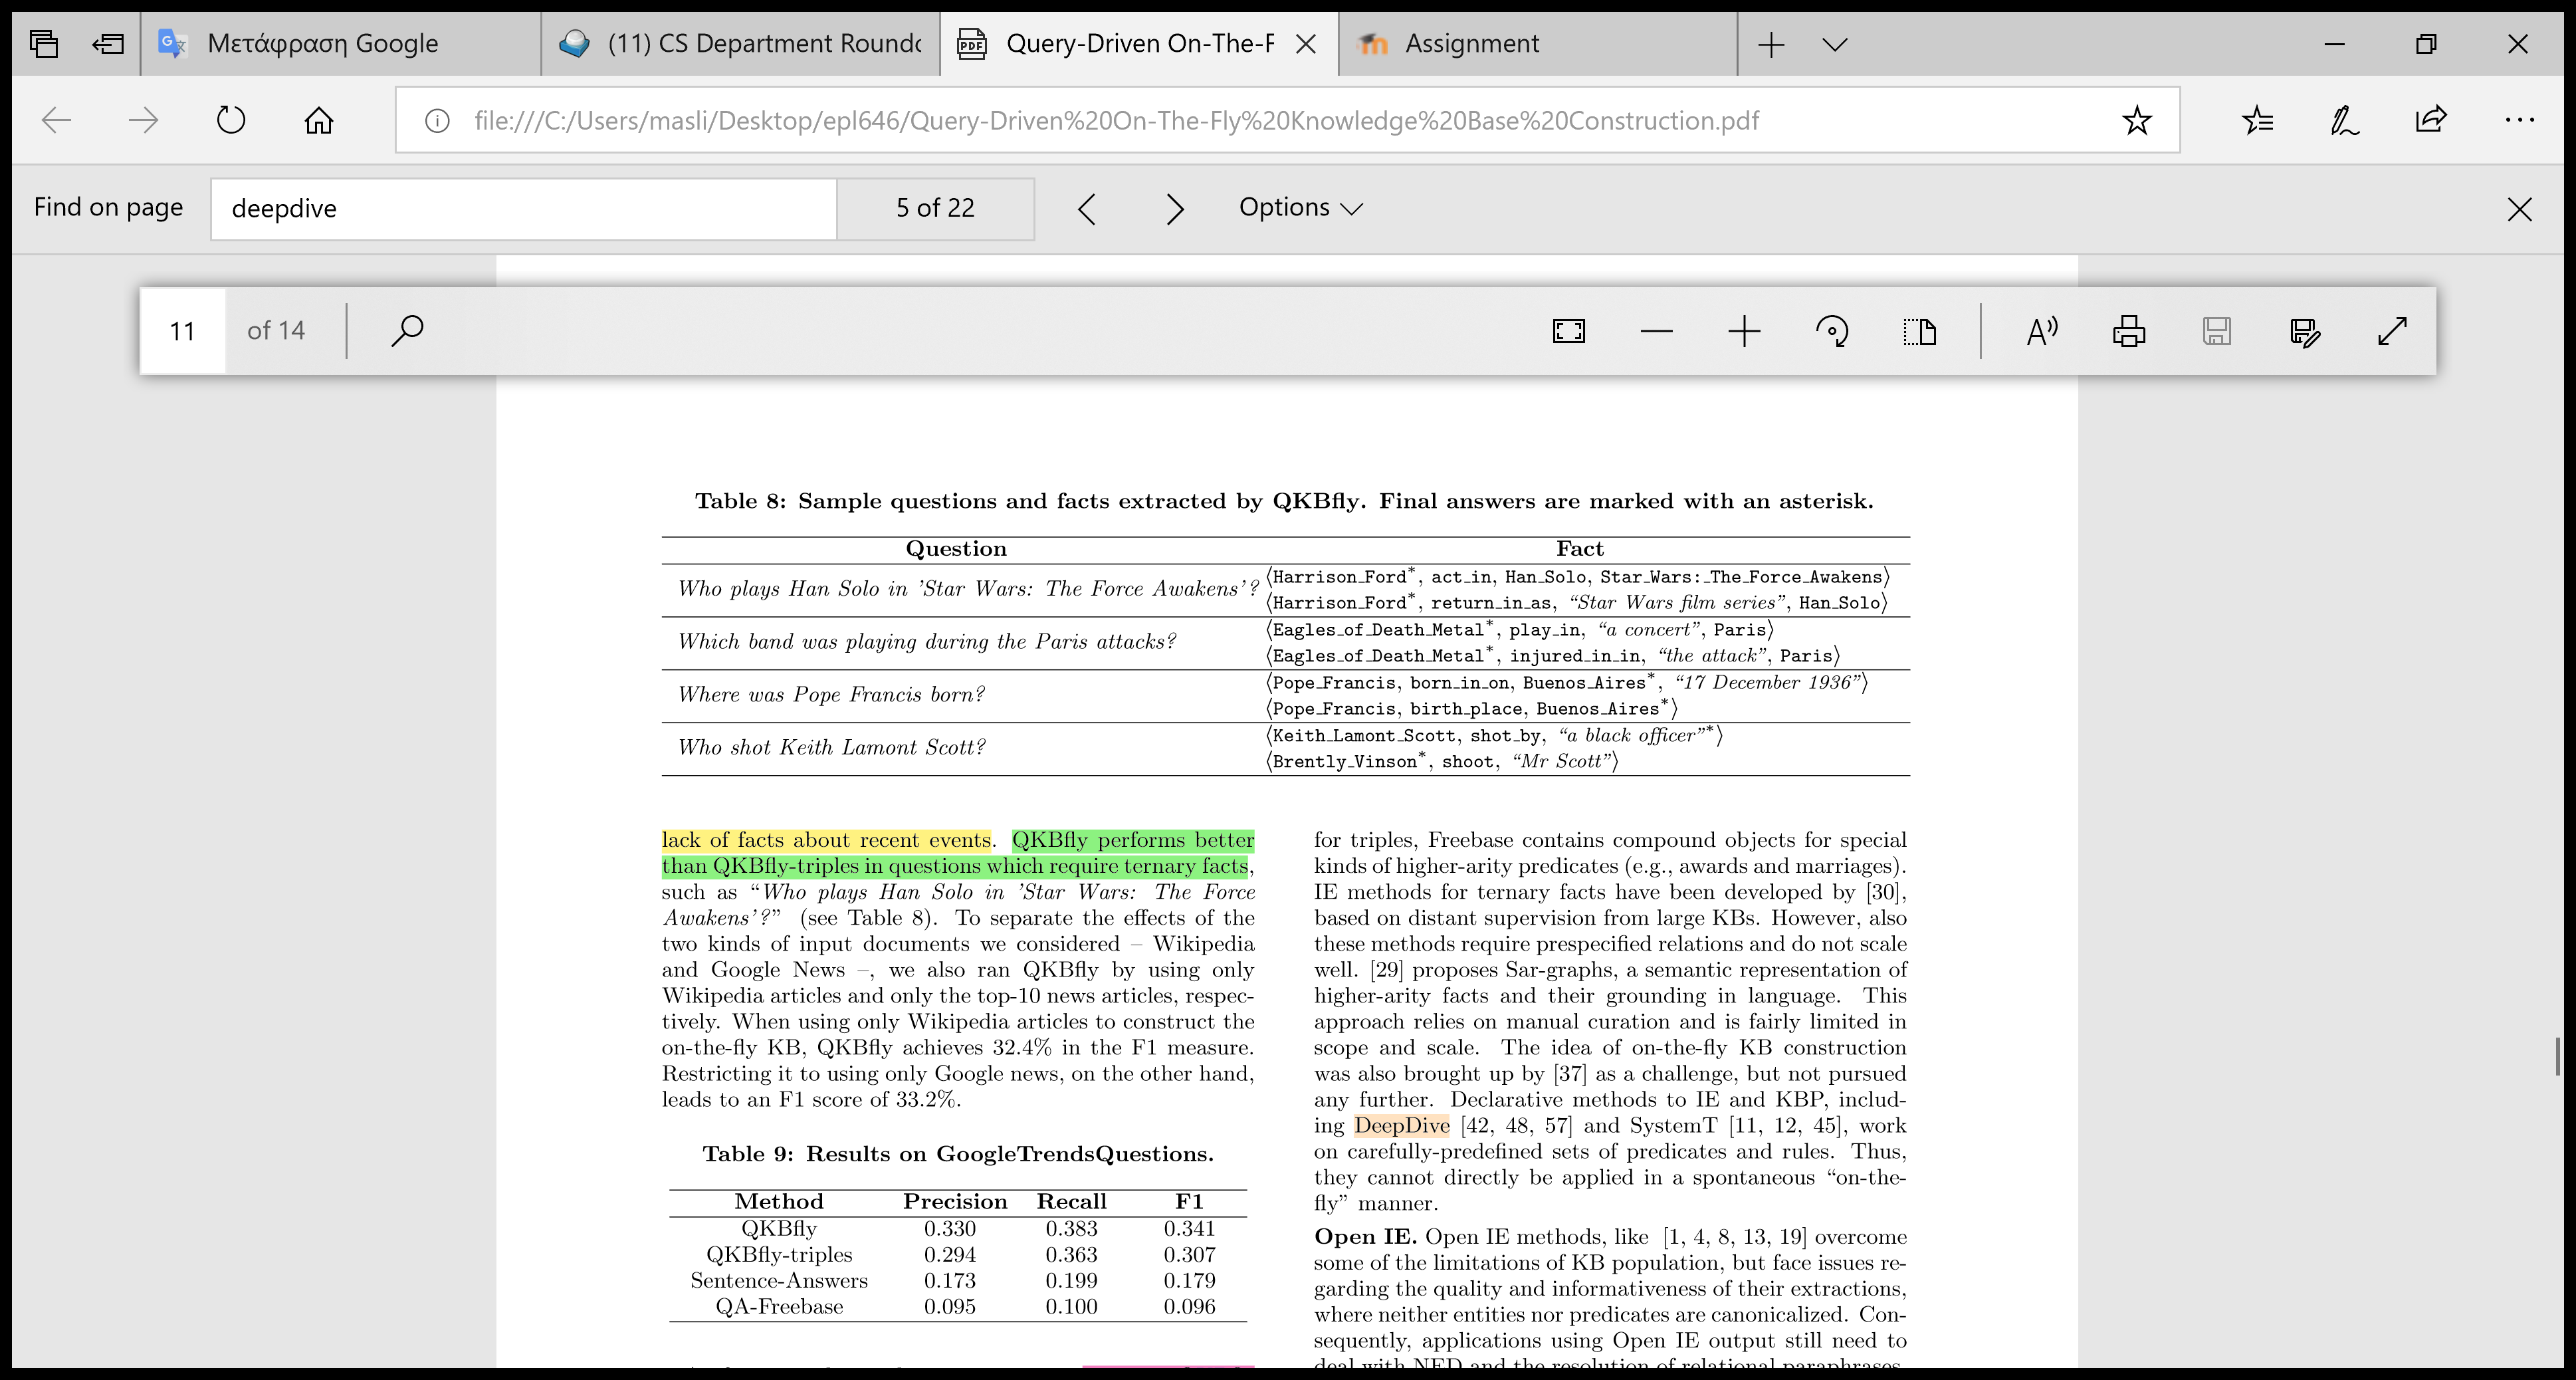 Μετάφραση Google
(11) CS Department Roundc
PDF
Query-Driven On-The-F
Assignment
file:///C:/Users/masli/Desktop/epl646/Query-Driven%20On-The-Fly%20Knowledge%20Base%20Construction.pdf
Find on page
deepdive
5 of 22
Options
11 of 14
Table 8: Sample questions and facts extracted by QKBfly. Final answers are marked with an asterisk.
Question Fact
Who plays Han Solo in 'Star Wars: The Force Awakens'? ⟨Harrison_Ford*, act_in, Han_Solo, Star_Wars:_The_Force_Awakens⟩
⟨Harrison_Ford*, return_in_as, “Star Wars film series”, Han_Solo⟩
Which band was playing during the Paris attacks? ⟨Eagles_of_Death_Metal*, play_in, “a concert”, Paris⟩
⟨Eagles_of_Death_Metal*, injured_in_in, “the attack”, Paris⟩
Where was Pope Francis born? ⟨Pope_Francis, born_in_on, Buenos_Aires*, “17 December 1936”⟩
⟨Pope_Francis, birth_place, Buenos_Aires*⟩
Who shot Keith Lamont Scott? ⟨Keith_Lamont_Scott, shot_by, “a black officer”*⟩
⟨Brently_Vinson*, shoot, “Mr Scott”⟩
lack of facts about recent events. QKBfly performs better
than QKBfly-triples in questions which require ternary facts,
such as “Who plays Han Solo in 'Star Wars: The Force
Awakens'?” (see Table 8). To separate the effects of the
two kinds of input documents we considered – Wikipedia
and Google News –, we also ran QKBfly by using only
Wikipedia articles and only the top-10 news articles, respec-
tively. When using only Wikipedia articles to construct the
on-the-fly KB, QKBfly achieves 32.4% in the F1 measure.
Restricting it to using only Google news, on the other hand,
leads to an F1 score of 33.2%.
Table 9: Results on GoogleTrendsQuestions.
Method Precision Recall F1
QKBfly 0.330 0.383 0.341
QKBfly-triples 0.294 0.363 0.307
Sentence-Answers 0.173 0.199 0.179
QA-Freebase 0.095 0.100 0.096
for triples, Freebase contains compound objects for special
kinds of higher-arity predicates (e.g., awards and marriages).
IE methods for ternary facts have been developed by [30],
based on distant supervision from large KBs. However, also
these methods require prespecified relations and do not scale
well. [29] proposes Sar-graphs, a semantic representation of
higher-arity facts and their grounding in language. This
approach relies on manual curation and is fairly limited in
scope and scale. The idea of on-the-fly KB construction
was also brought up by [37] as a challenge, but not pursued
any further. Declarative methods to IE and KBP, includ-
ing DeepDive [42, 48, 57] and SystemT [11, 12, 45], work
on carefully-predefined sets of predicates and rules. Thus,
they cannot directly be applied in a spontaneous “on-the-
fly” manner.
Open IE. Open IE methods, like [1, 4, 8, 13, 19] overcome
some of the limitations of KB population, but face issues re-
garding the quality and informativeness of their extractions,
where neither entities nor predicates are canonicalized. Con-
sequently, applications using Open IE output still need to
deal with NED and the resolution of relational paraphrases.